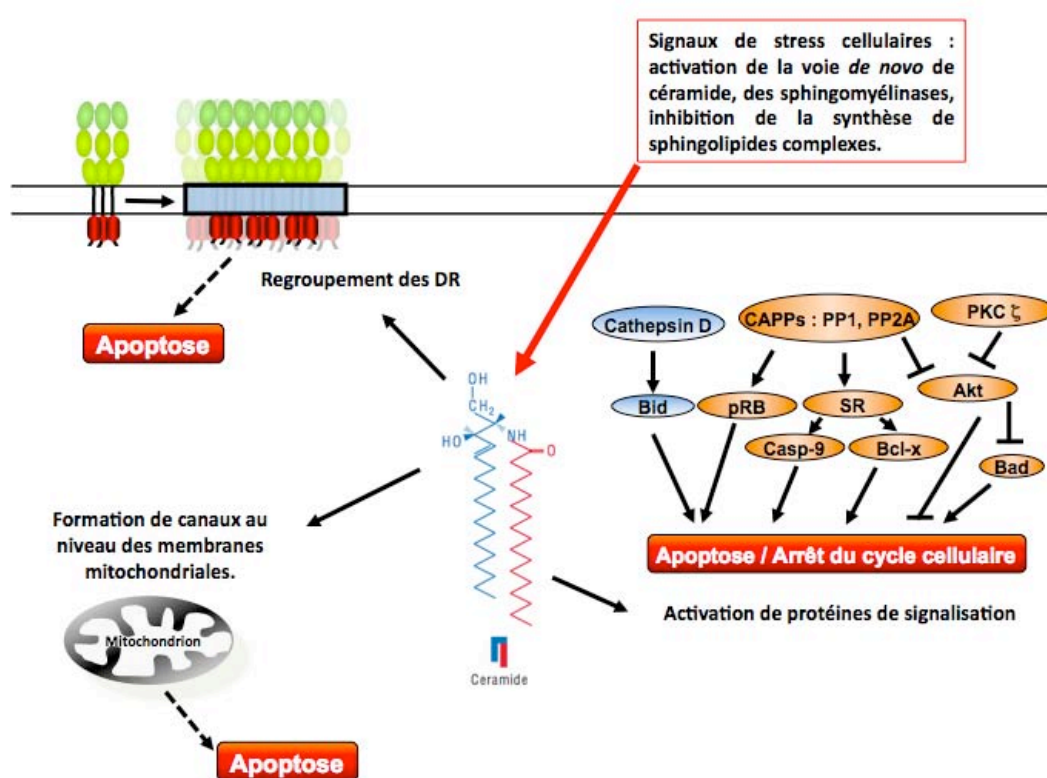 Signaux de stress cellulaires :
activation de la voie de novo de
céramide, des sphingomyélinases,
inhibition de la synthèse de
sphingolipides complexes.
Regroupement des DR
Apoptose
Cathepsin D
CAPPs : PP1, PP2A
PKC ζ
Bid
pRB
SR
Akt
Casp-9
Bcl-x
Bad
Apoptose / Arrêt du cycle cellulaire
Activation de protéines de signalisation
OH
CH2
HO
NH
O
Ceramide
Formation de canaux au
niveau des membranes
mitochondriales.
Mitochondrion
Apoptose